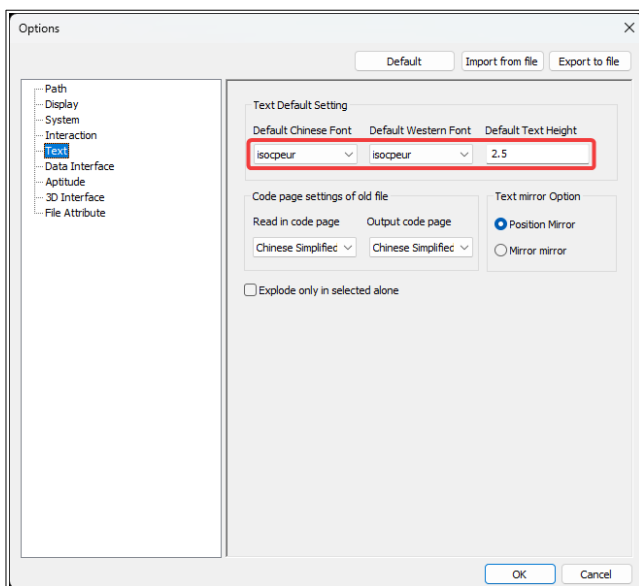 Options
Default Import from file Export to file
Path
Display
System
Interaction
Text
Data Interface
Aptitude
3D Interface
File Attribute
Text Default Setting
Default Chinese Font Default Western Font Default Text Height
isocpeur isocpeur 2.5
Code page settings of old file
Read in code page Output code page
Chinese Simplified Chinese Simplified
Text mirror Option
Position Mirror
Mirror mirror
Explode only in selected alone
OK Cancel